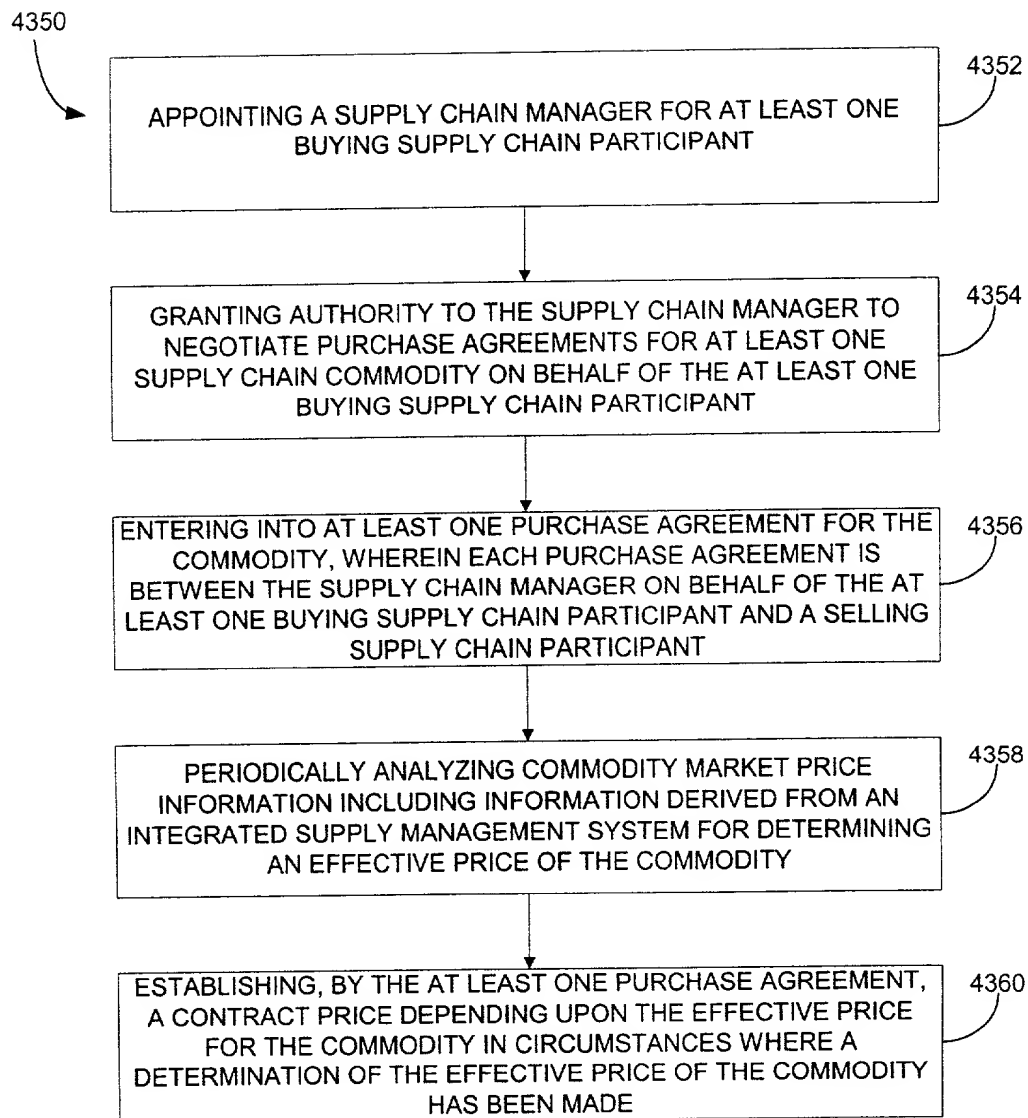 4350
4352
APPOINTING A SUPPLY CHAIN MANAGER FOR AT LEAST ONE
BUYING SUPPLY CHAIN PARTICIPANT
4354
GRANTING AUTHORITY TO THE SUPPLY CHAIN MANAGER TO
NEGOTIATE PURCHASE AGREEMENTS FOR AT LEAST ONE
SUPPLY CHAIN COMMODITY ON BEHALF OF THE AT LEAST ONE
BUYING SUPPLY CHAIN PARTICIPANT
4356
ENTERING INTO AT LEAST ONE PURCHASE AGREEMENT FOR THE
COMMODITY, WHEREIN EACH PURCHASE AGREEMENT IS
BETWEEN THE SUPPLY CHAIN MANAGER ON BEHALF OF THE AT
LEAST ONE BUYING SUPPLY CHAIN PARTICIPANT AND A SELLING
SUPPLY CHAIN PARTICIPANT
4358
PERIODICALLY ANALYZING COMMODITY MARKET PRICE
INFORMATION INCLUDING INFORMATION DERIVED FROM AN
INTEGRATED SUPPLY MANAGEMENT SYSTEM FOR DETERMINING
AN EFFECTIVE PRICE OF THE COMMODITY
4360
ESTABLISHING, BY THE AT LEAST ONE PURCHASE AGREEMENT,
A CONTRACT PRICE DEPENDING UPON THE EFFECTIVE PRICE
FOR THE COMMODITY IN CIRCUMSTANCES WHERE A
DETERMINATION OF THE EFFECTIVE PRICE OF THE COMMODITY
HAS BEEN MADE